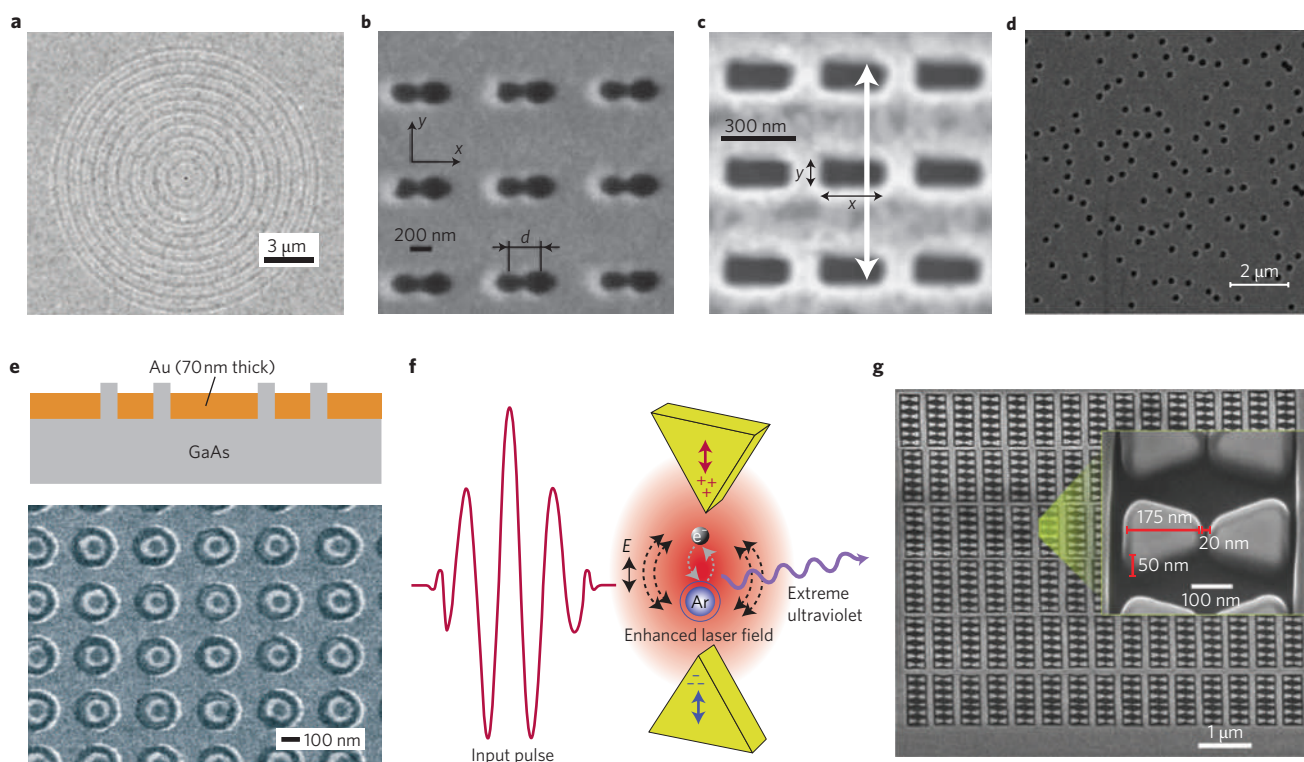 a
3 µm
b
y
x
200 nm
d
c
300 nm
y
x
d
2 µm
e
Au (70 nm thick)
GaAs
100 nm
f
Input pulse
E
+ +
+
e−
Ar
Enhanced laser field
Extreme
ultraviolet
−
− −
g
175 nm
20 nm
50 nm
100 nm
1 µm